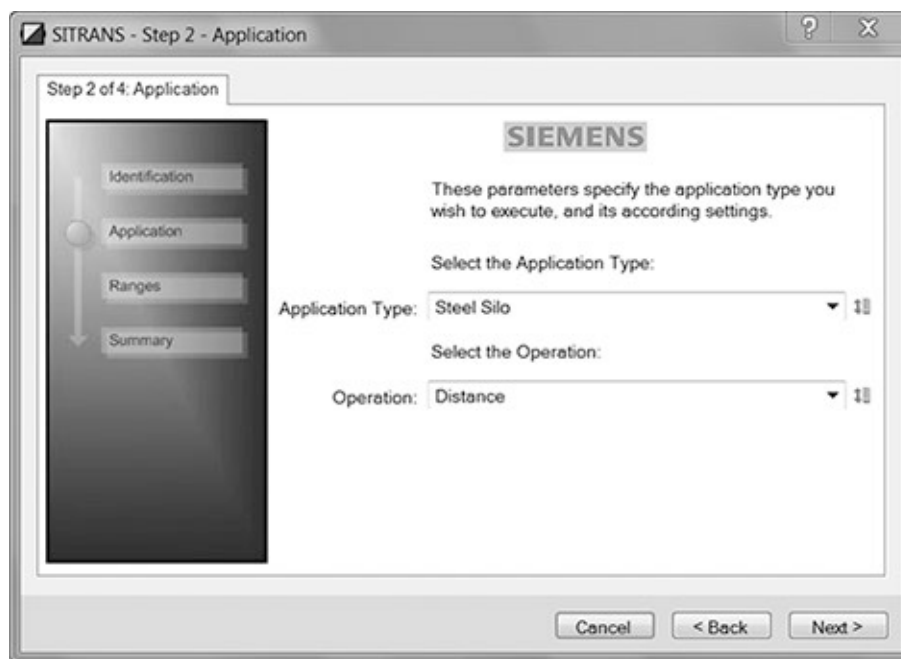 SITRANS - Step 2 - Application
?
X
Step 2 of 4: Application
Identification
Application
Ranges
Summary
SIEMENS
These parameters specify the application type you
wish to execute, and its according settings.
Select the Application Type:
Application Type: Steel Silo
Select the Operation:
Operation: Distance
Cancel
< Back
Next >